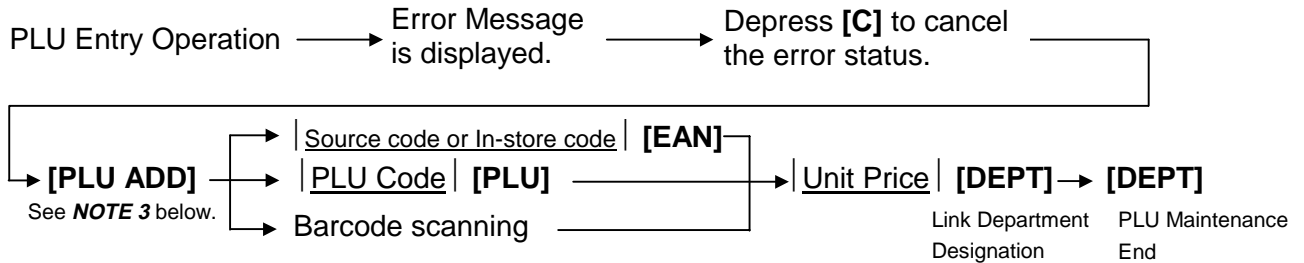 PLU Entry Operation
Error Message
is displayed.
Depress [C] to cancel
the error status.
[PLU ADD]
See NOTE 3 below.
|Source code or In-store code| [EAN]
|PLU Code| [PLU]
Barcode scanning
|Unit Price| [DEPT]
Link Department
Designation
[DEPT]
PLU Maintenance
End